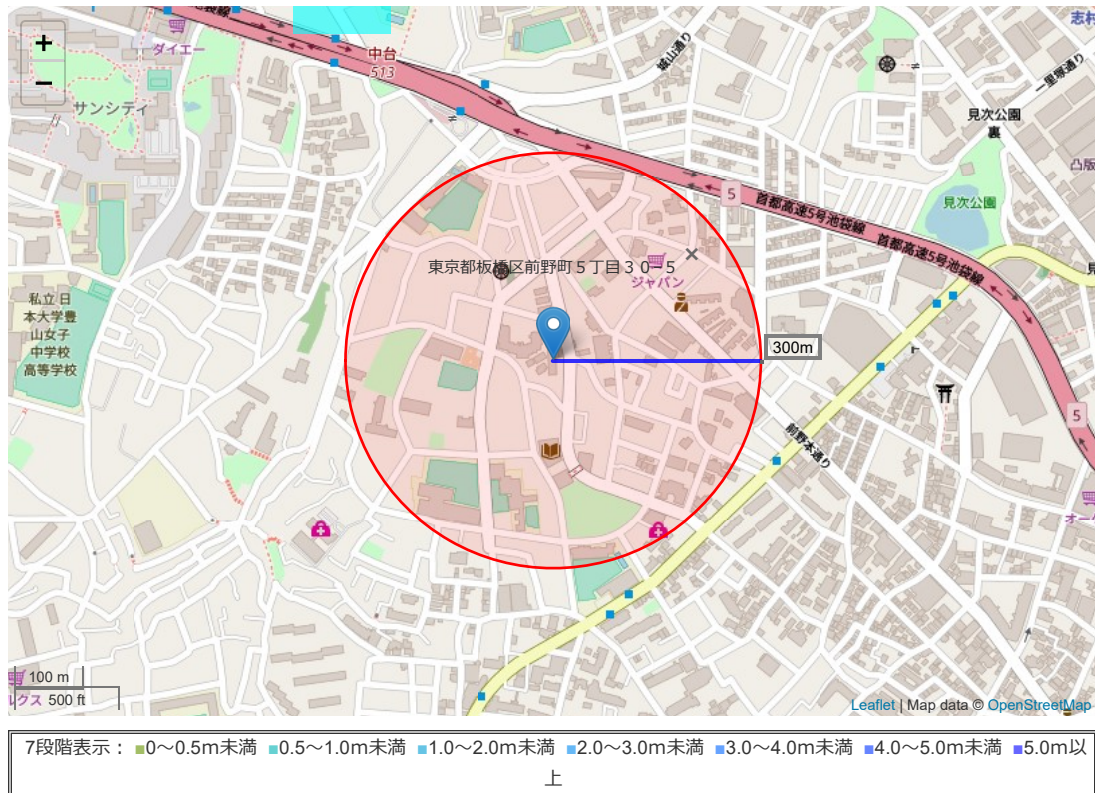 +
−
ダイエー
中台
513
城山通り
志村
一里塚通り
サンシティ
見次公園
裏
凸版
5
首都高速5号池袋線
首都高速5号池袋線
見次公園
東京都板橋区前野町5丁目30-5
ジャパン
私立日
本大学豊
山女子
中学校
高等学校
300m
5
前野本通り
オー
100 m
500 ft
ルクス
Leaflet | Map data © OpenStreetMap
7段階表示： ■0～0.5m未満 ■0.5～1.0m未満 ■1.0～2.0m未満 ■2.0～3.0m未満 ■3.0～4.0m未満 ■4.0～5.0m未満 ■5.0m以
上